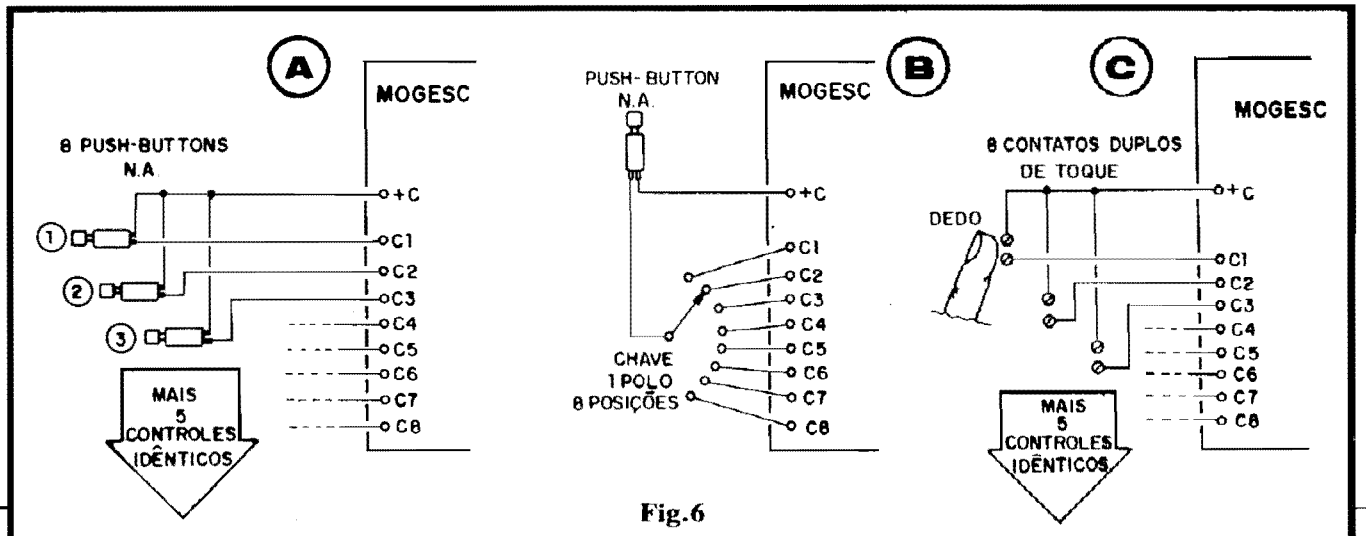 A
MOGESC
8 PUSH-BUTTONS
N.A.
+C
1
C1
2
C2
3
C3
C4
C5
C6
C7
C8
MAIS
5
CONTROLES
IDÊNTICOS
B
PUSH-BUTTON
N.A.
MOGESC
+C
C1
C2
C3
C4
C5
C6
C7
C8
CHAVE
1 POLO
8 POSIÇÕES
C
MOGESC
8 CONTATOS DUPLOS
DE TOQUE
+C
DEDO
C1
C2
C3
C4
C5
C6
C7
C8
MAIS
5
CONTROLES
IDÊNTICOS
Fig.6